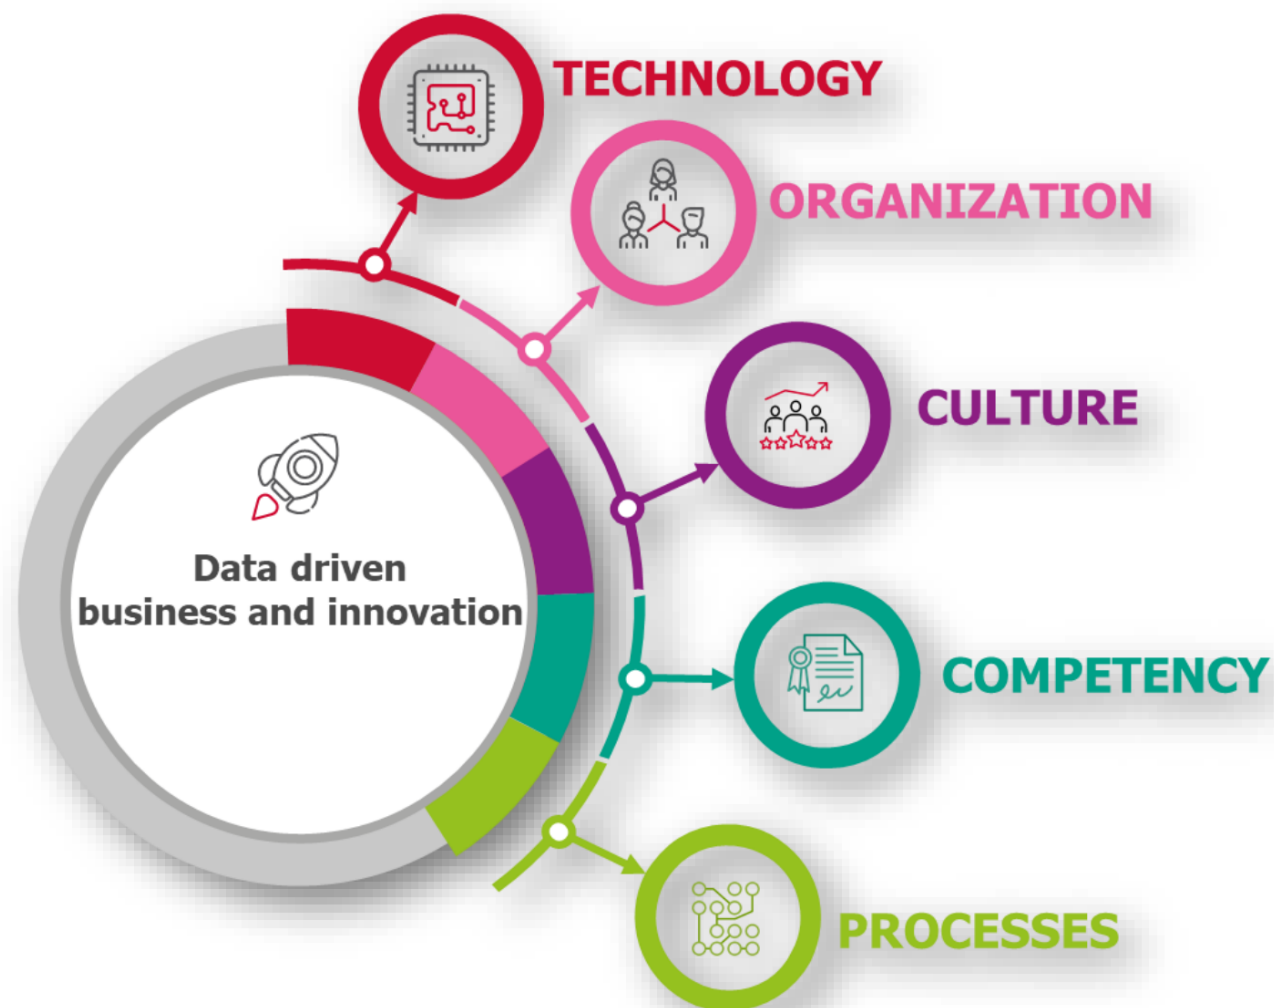 TECHNOLOGY
ORGANIZATION
CULTURE
Data driven
business and innovation
COMPETENCY
PROCESSES